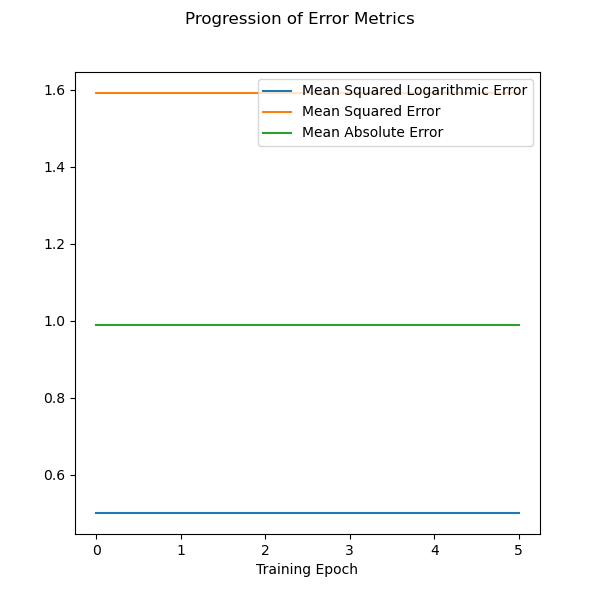 Progression of Error Metrics
1.6
1.4
1.2
1.0
0.8
0.6
Mean Squared Logarithmic Error
Mean Squared Error
Mean Absolute Error
0 1 2 3 4 5
Training Epoch